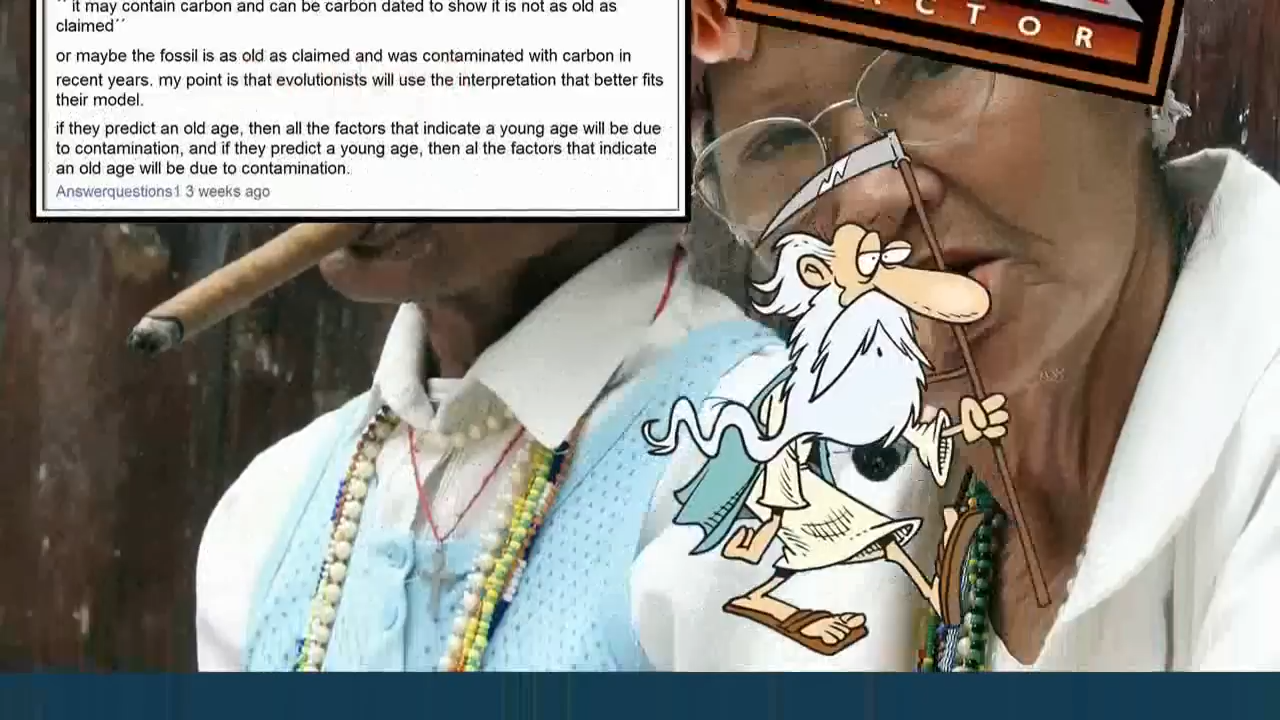 `` it may contain carbon and can be carbon dated to show it is not as old as
claimed´´
or maybe the fossil is as old as claimed and was contaminated with carbon in
recent years. my point is that evolutionists will use the interpretation that better fits
their model.
if they predict an old age, then all the factors that indicate a young age will be due
to contamination, and if they predict a young age, then al the factors that indicate
an old age will be due to contamination.
Answerquestions1 3 weeks ago
CTOR